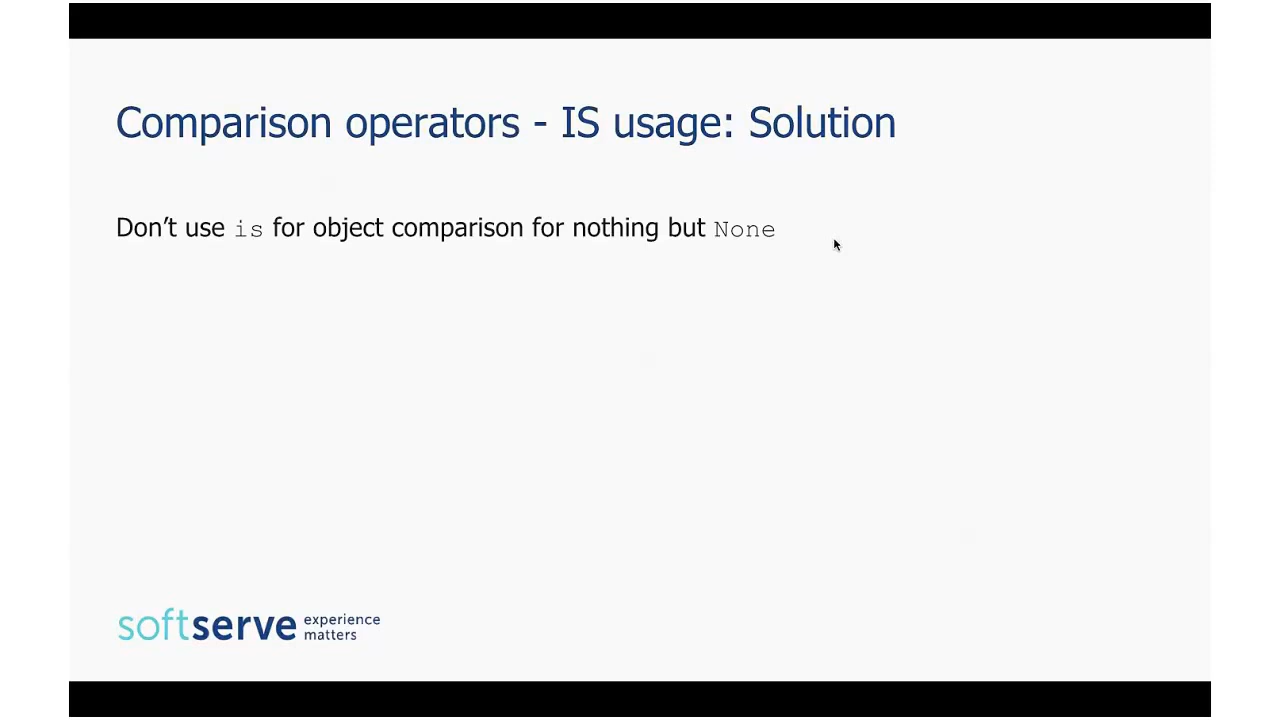 Comparison operators - IS usage: Solution
Don't use is for object comparison for nothing but None
softserve experience
matters